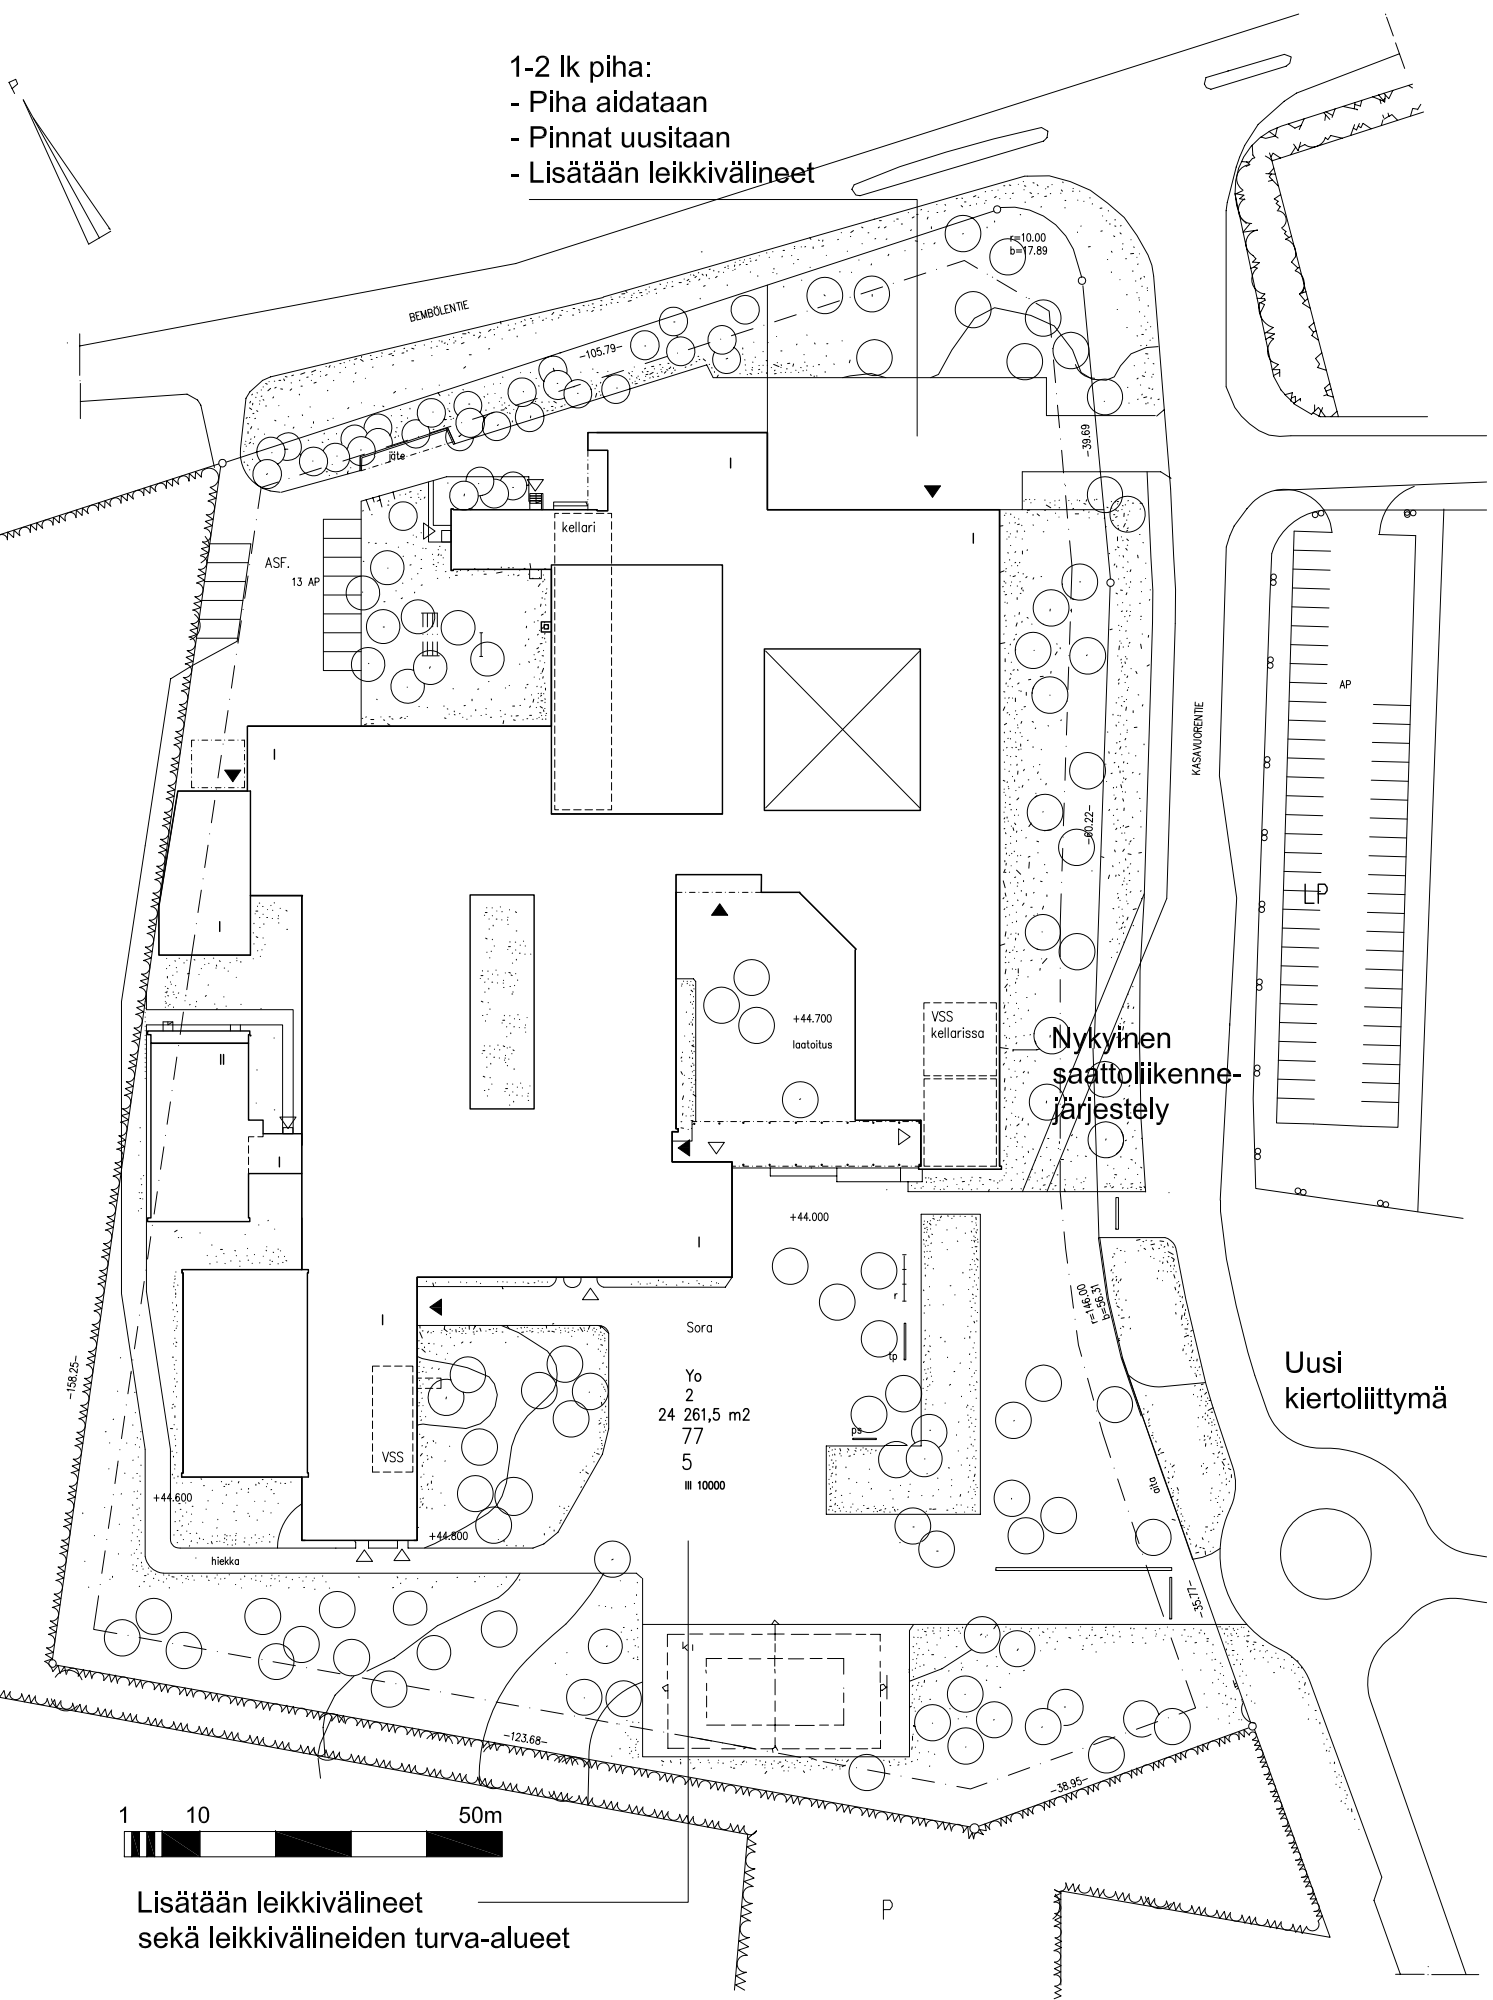 P
1-2 lk piha:
- Piha aidataan
- Pinnat uusitaan
- Lisätään leikkivälineet
r=10.00
b=17.89
BEMBÖLENTIE
-105.79-
-39.69
jäte
I
kellari
I
ASF.
13 AP
AP
KASAVUORENTIE
I
-60.22-
LP
I
+44.700
laatoitus
VSS
kellarissa
Nykyinen
saattoliikenne-
järjestely
II
I
+44.000
I
r=146.00
b=56.31
r
I
Sora
tp
-158.25-
Uusi
kiertoliittymä
Yo
2
24 261,5 m2
77
5
III 10000
ps
VSS
aita
+44.600
+44.800
hiekka
-35.77-
k
-123.68-
-38.95-
1 10 50m
Lisätään leikkivälineet
sekä leikkivälineiden turva-alueet
P